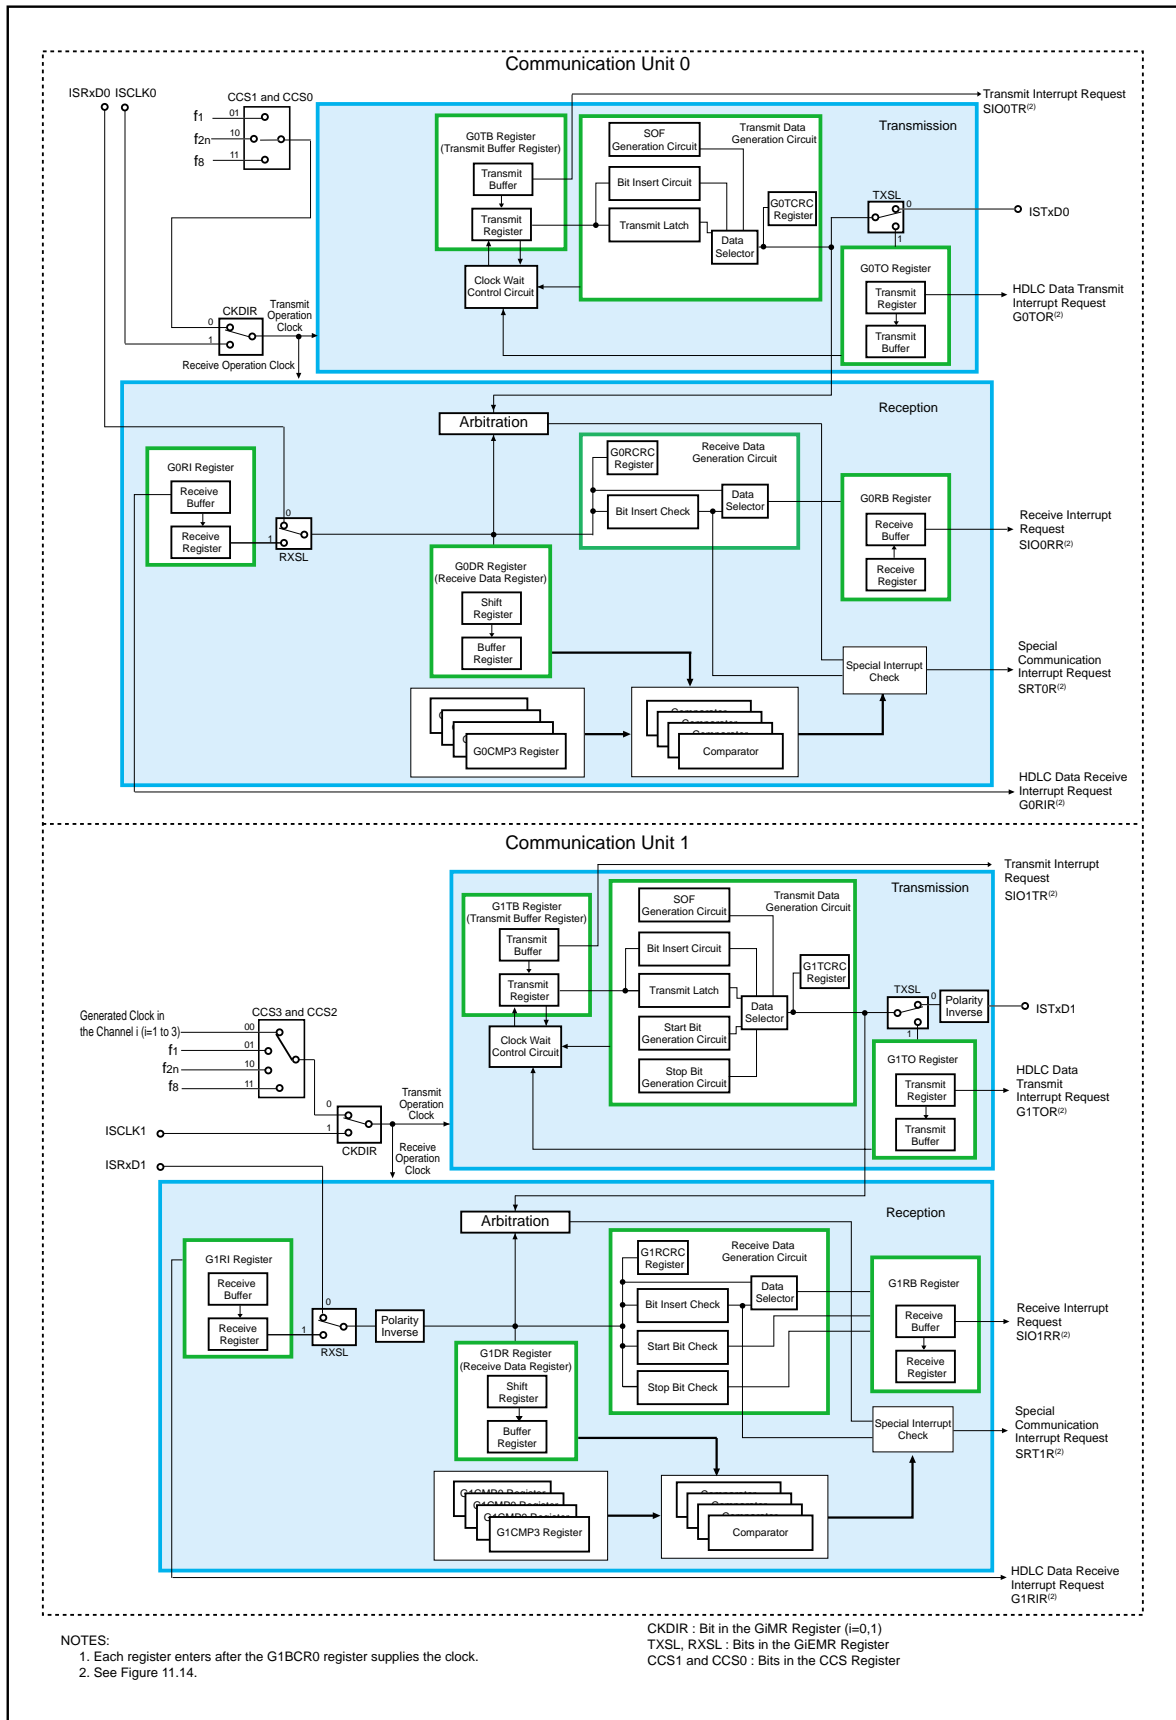 Communication Unit 0
ISRxD0 ISCLK0
CCS1 and CCS0
f1
01
f2n
10
f8
11
Transmit Interrupt Request
SIO0TR(2)
Transmission
G0TB Register
(Transmit Buffer Register)
Transmit
Buffer
Transmit
Register
Clock Wait
Control Circuit
Transmit Data
Generation Circuit
SOF
Generation Circuit
Bit Insert Circuit
Transmit Latch
Data
Selector
G0TCRC
Register
TXSL
0
1
ISTxD0
G0TO Register
Transmit
Register
Transmit
Buffer
HDLC Data Transmit
Interrupt Request
G0TOR(2)
CKDIR
0
1
Transmit
Operation
Clock
Receive Operation Clock
Reception
Arbitration
G0RI Register
Receive
Buffer
Receive
Register
0
1
RXSL
G0RCRC
Register
Receive Data
Generation Circuit
Bit Insert Check
Data
Selector
G0RB Register
Receive
Buffer
Receive
Register
Receive Interrupt
Request
SIO0RR(2)
G0DR Register
(Receive Data Register)
Shift
Register
Buffer
Register
Special Interrupt
Check
Special
Communication
Interrupt Request
SRT0R(2)
G0CMP3 Register
Comparator
HDLC Data Receive
Interrupt Request
G0RIR(2)
Communication Unit 1
Transmit Interrupt
Request
SIO1TR(2)
Transmission
G1TB Register
(Transmit Buffer Register)
Transmit
Buffer
Transmit
Register
Clock Wait
Control Circuit
SOF
Generation Circuit
Transmit Data
Generation Circuit
Bit Insert Circuit
Transmit Latch
Start Bit
Generation Circuit
Stop Bit
Generation Circuit
Data
Selector
G1TCRC
Register
TXSL
0
1
Polarity
Inverse
ISTxD1
G1TO Register
Transmit
Register
Transmit
Buffer
HDLC Data
Transmit
Interrupt Request
G1TOR(2)
CCS3 and CCS2
Generated Clock in
the Channel i (i=1 to 3)
00
f1
01
f2n
10
f8
11
ISCLK1
0
1
CKDIR
Transmit
Operation
Clock
Receive
Operation
Clock
ISRxD1
Reception
Arbitration
G1RI Register
Receive
Buffer
Receive
Register
0
1
RXSL
Polarity
Inverse
G1RCRC
Register
Receive Data
Generation Circuit
Data
Selector
Bit Insert Check
Start Bit Check
Stop Bit Check
G1RB Register
Receive
Buffer
Receive
Register
Receive Interrupt
Request
SIO1RR(2)
G1DR Register
(Receive Data Register)
Shift
Register
Buffer
Register
Special Interrupt
Check
Special
Communication
Interrupt Request
SRT1R(2)
G1CMP3 Register
Comparator
HDLC Data Receive
Interrupt Request
G1RIR(2)
NOTES:
1. Each register enters after the G1BCR0 register supplies the clock.
2. See Figure 11.14.
CKDIR : Bit in the GiMR Register (i=0,1)
TXSL, RXSL : Bits in the GiEMR Register
CCS1 and CCS0 : Bits in the CCS Register